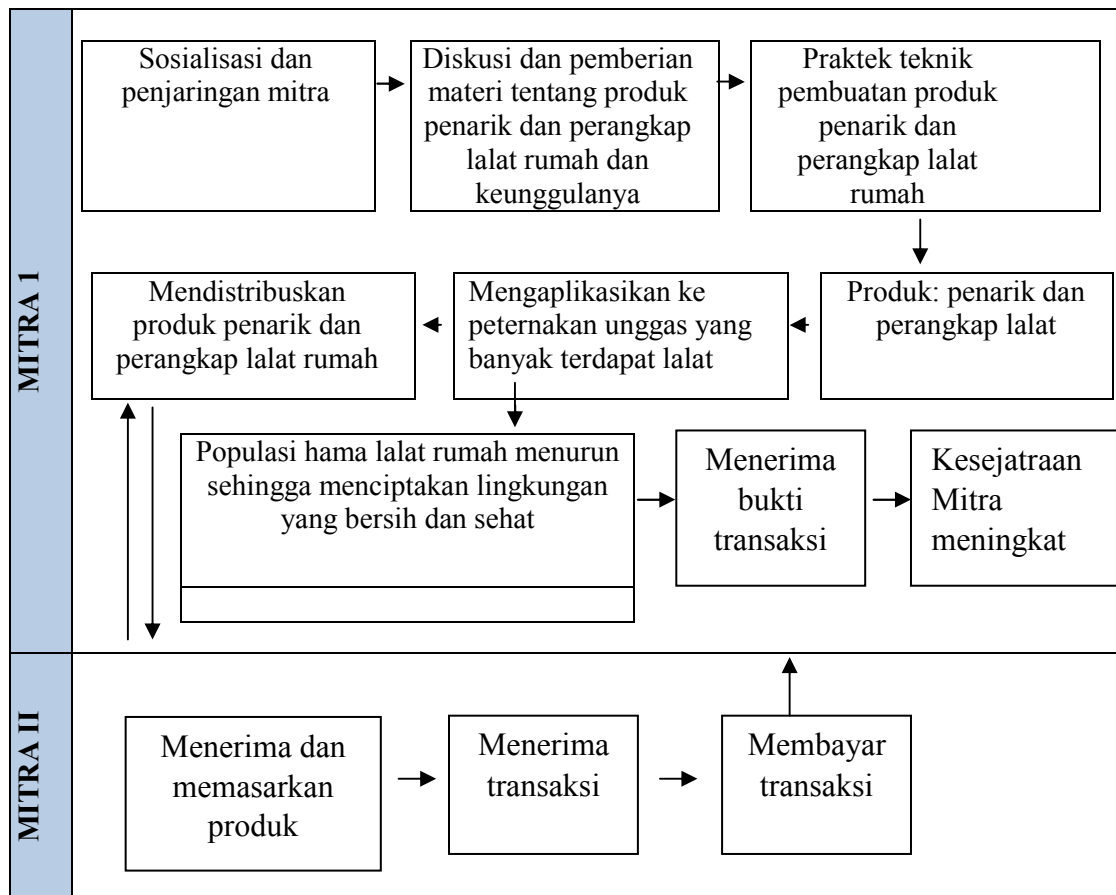 MITRA 1
Sosialisasi dan
penjaringan mitra
Diskusi dan pemberian
materi tentang produk
penarik dan perangkap
lalat rumah dan
keunggulanya
Praktek teknik
pembuatan produk
penarik dan
perangkap lalat
rumah
Mendistribuskan
produk penarik dan
perangkap lalat rumah
Mengaplikasikan ke
peternakan unggas yang
banyak terdapat lalat
Produk: penarik dan
perangkap lalat
Populasi hama lalat rumah menurun
sehingga menciptakan lingkungan
yang bersih dan sehat
Menerima
bukti
transaksi
Kesejatraan
Mitra
meningkat
MITRA II
Menerima dan
memasarkan
produk
Menerima
transaksi
Membayar
transaksi